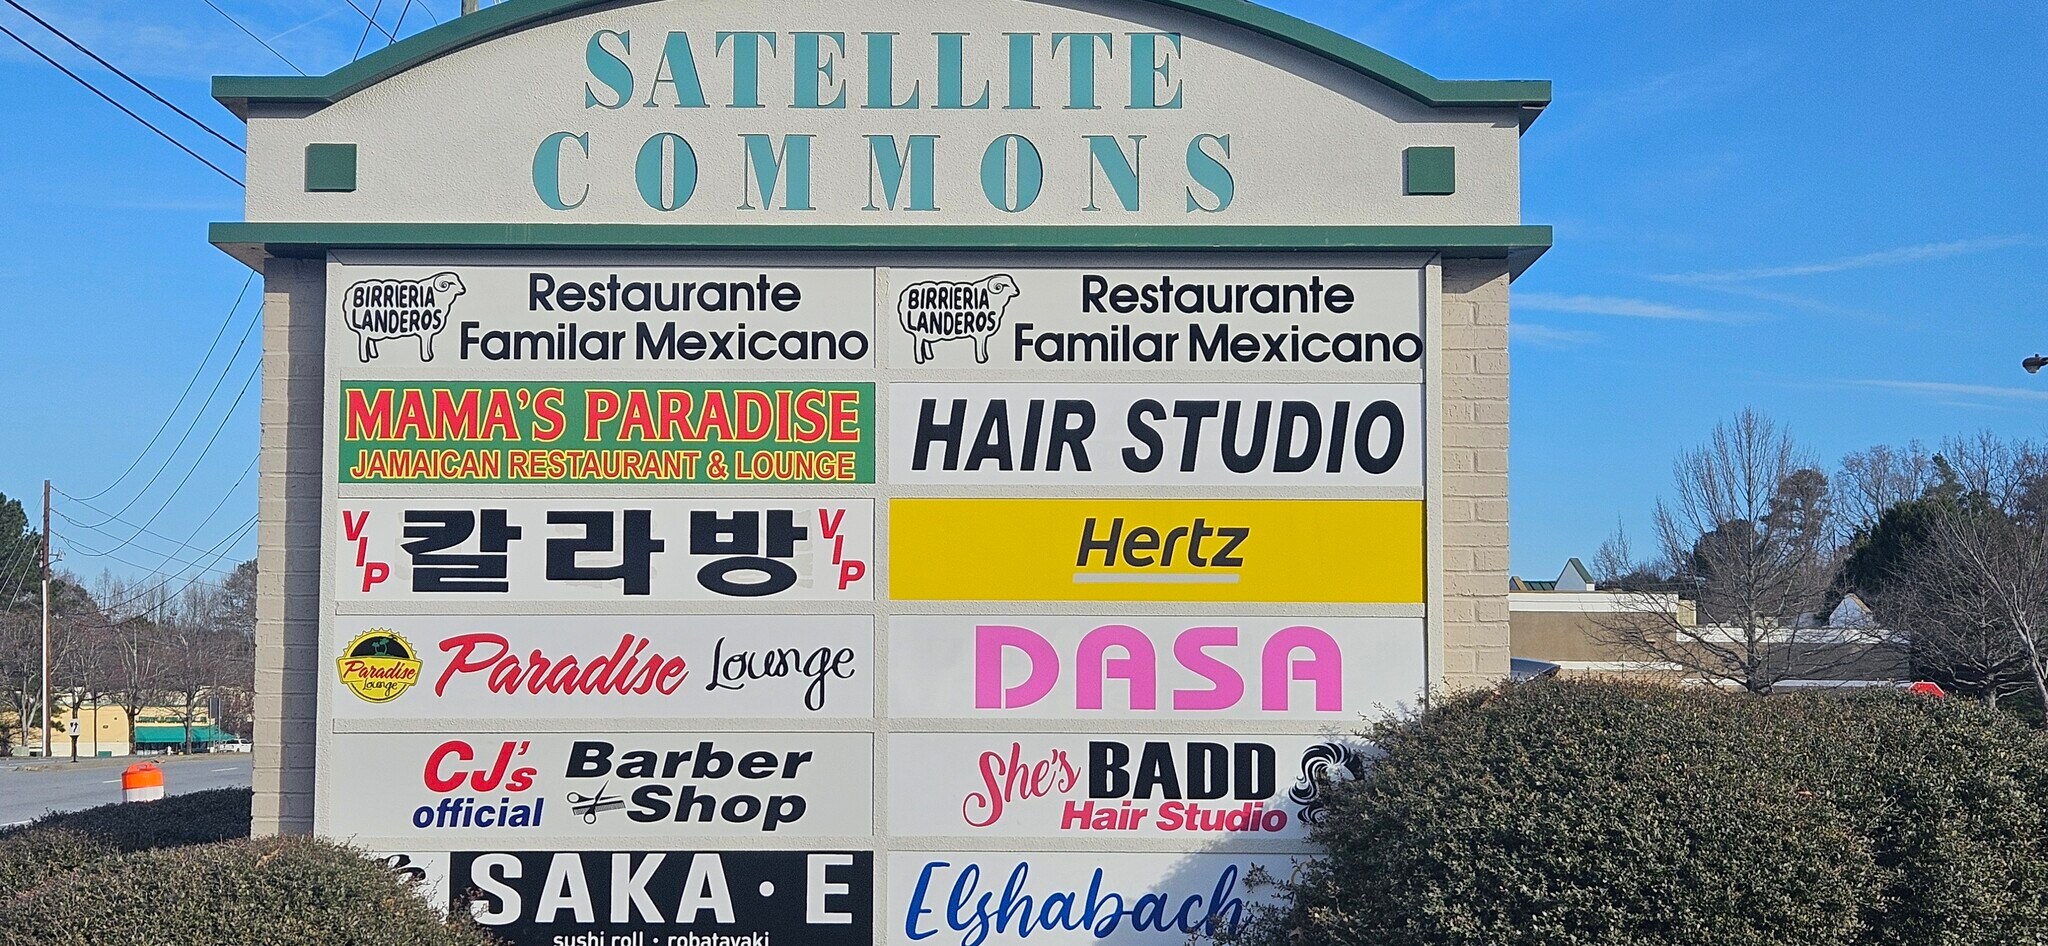 SATELLITE
COMMONS
BIRRIERIA
LANDEROS
Restaurante
Familar Mexicano
BIRRIERIA
LANDEROS
Restaurante
Familar Mexicano
MAMA'S PARADISE
JAMAICAN RESTAURANT & LOUNGE
HAIR STUDIO
VIP 칼라방 VIP
Hertz
Paradise
Lounge
Paradise Lounge
DASA
CJ's
official
Barber
Shop
She's BADD
Hair Studio
SAKA·E
sushi roll · robatayaki
Elshabach